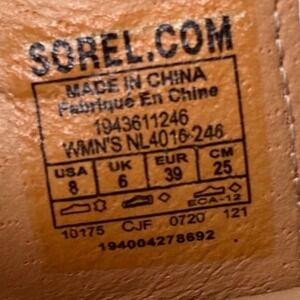 SOREL.COM
MADE IN CHINA
Fabriqué En Chine
1943611246
WMN'S NL4016-246
USA UK EUR CM
8 6 39 25
ECA-12
10175 CJF 0720 121
194004278692